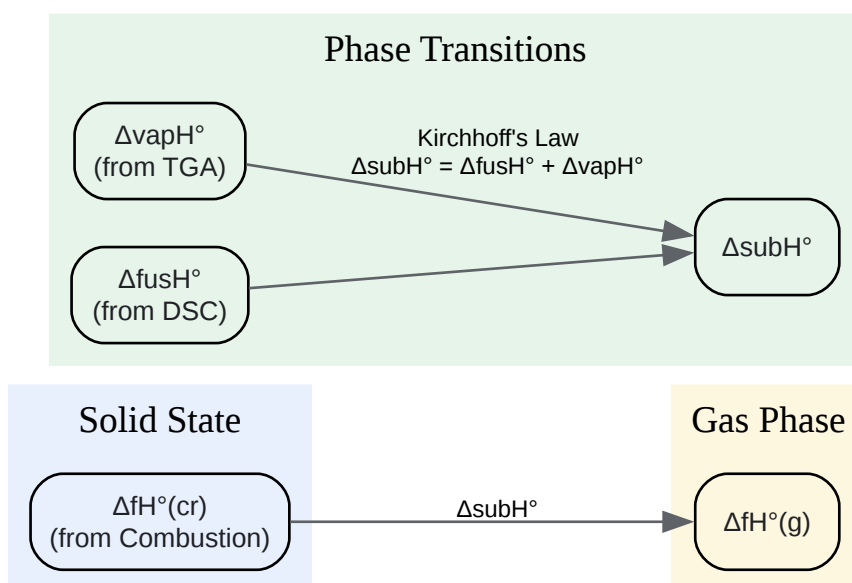 Phase Transitions
ΔvapH°
(from TGA)
Kirchhoff's Law
ΔsubH° = ΔfusH° + ΔvapH°
ΔsubH°
ΔfusH°
(from DSC)
Solid State
Gas Phase
ΔfH°(cr)
(from Combustion)
ΔsubH°
ΔfH°(g)